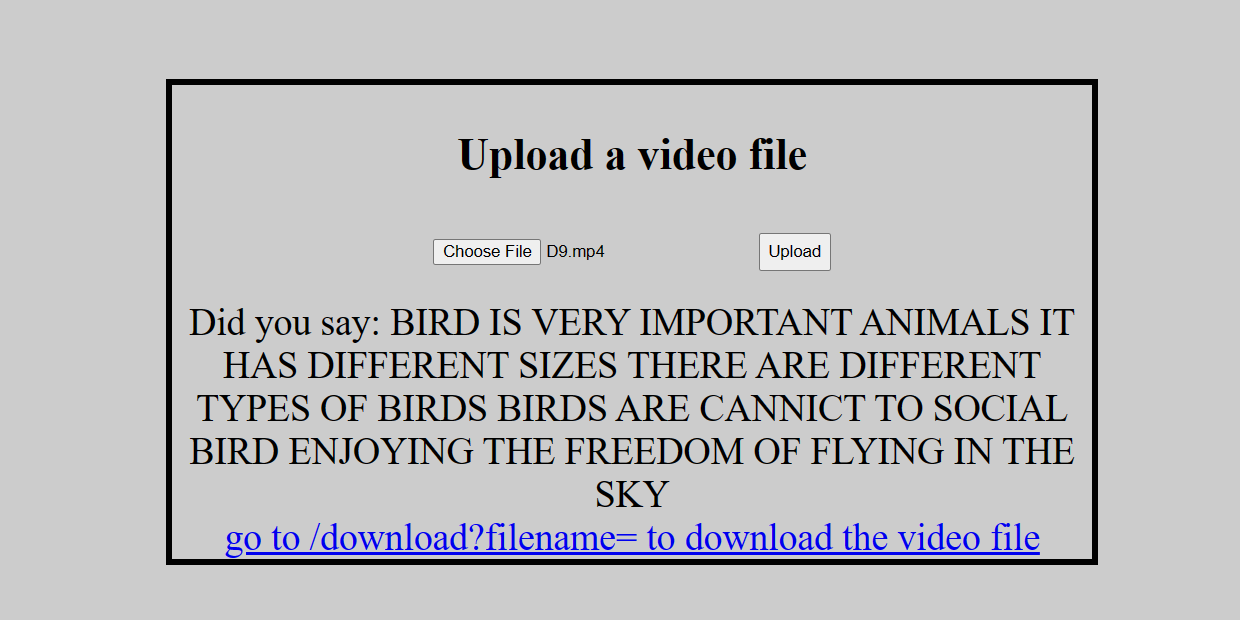 Upload a video file
Choose File D9.mp4 Upload
Did you say: BIRD IS VERY IMPORTANT ANIMALS IT
HAS DIFFERENT SIZES THERE ARE DIFFERENT
TYPES OF BIRDS BIRDS ARE CANNICT TO SOCIAL
BIRD ENJOYING THE FREEDOM OF FLYING IN THE
SKY
go to /download?filename= to download the video file